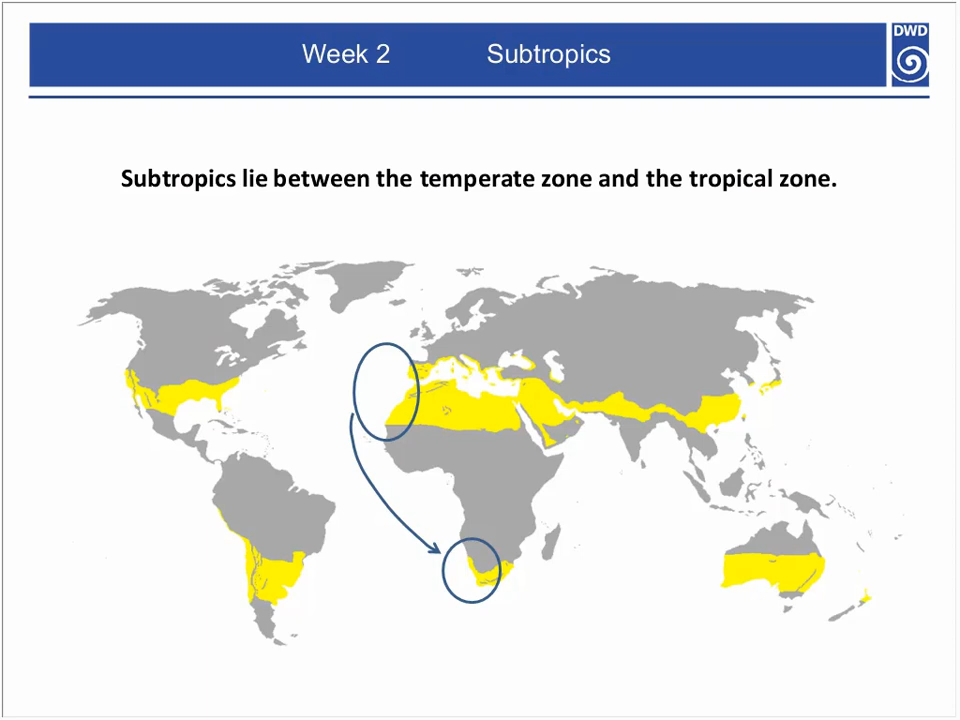 Week 2 Subtropics
DWD
Subtropics lie between the temperate zone and the tropical zone.